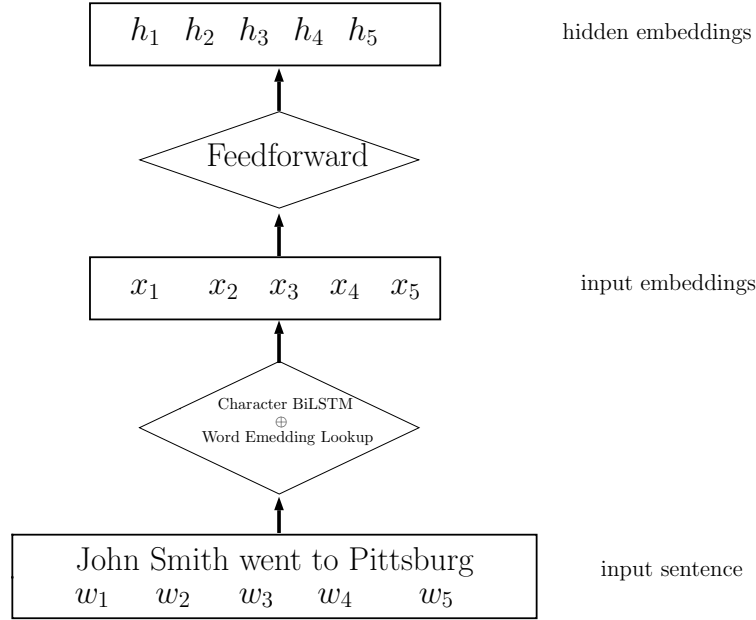 h₁ h₂ h₃ h₄ h₅
hidden embeddings
Feedforward
x₁ x₂ x₃ x₄ x₅
input embeddings
Character BiLSTM
⊕
Word Emedding Lookup
John Smith went to Pittsburg
input sentence
w₁ w₂ w₃ w₄ w₅